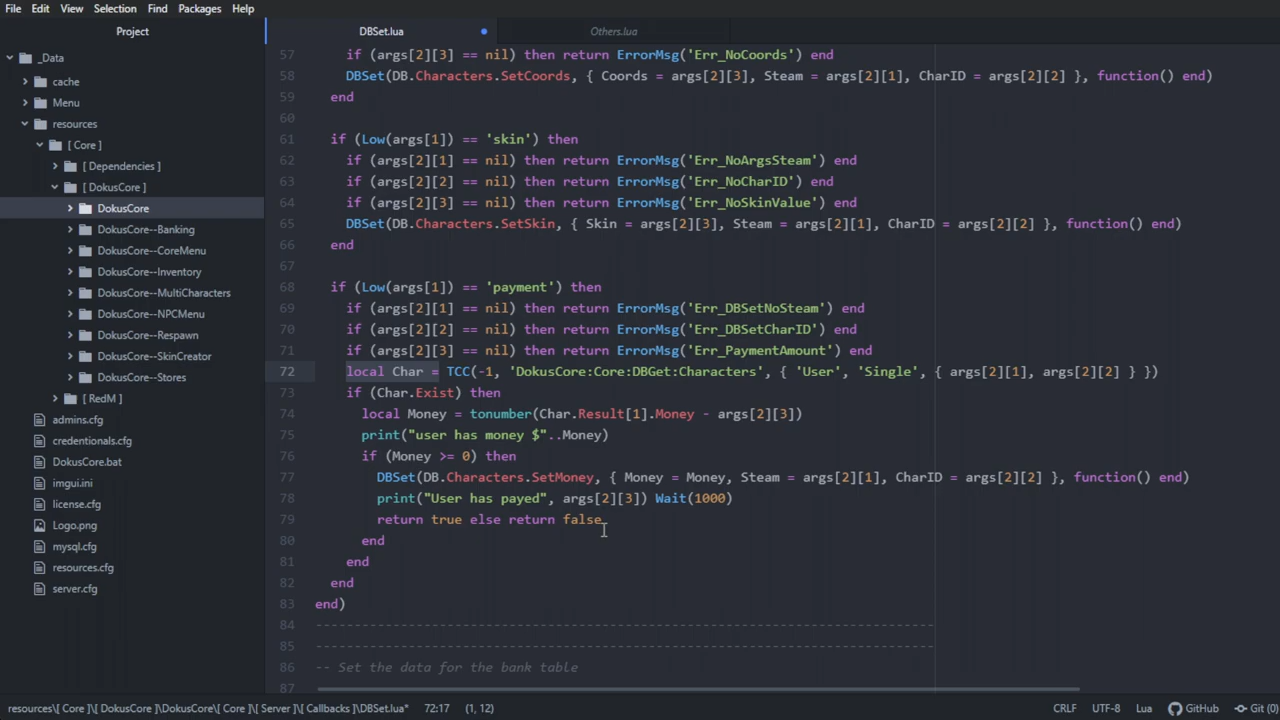 File Edit View Selection Find Packages Help
Project
DBSet.lua
Others.lua
_Data
cache
Menu
resources
[ Core ]
[ Dependencies ]
[ DokusCore ]
DokusCore
DokusCore--Banking
DokusCore--CoreMenu
DokusCore--Inventory
DokusCore--MultiCharacters
DokusCore--NPCMenu
DokusCore--Respawn
DokusCore--SkinCreator
DokusCore--Stores
[ RedM ]
admins.cfg
credentionals.cfg
DokusCore.bat
imgui.ini
license.cfg
Logo.png
mysql.cfg
resources.cfg
server.cfg
57 if (args[2][3] == nil) then return ErrorMsg('Err_NoCoords') end
58 DBSet(DB.Characters.SetCoords, { Coords = args[2][3], Steam = args[2][1], CharID = args[2][2] }, function() end)
59 end
60
61 if (Low(args[1]) == 'skin') then
62 if (args[2][1] == nil) then return ErrorMsg('Err_NoArgsSteam') end
63 if (args[2][2] == nil) then return ErrorMsg('Err_NoCharID') end
64 if (args[2][3] == nil) then return ErrorMsg('Err_NoSkinValue') end
65 DBSet(DB.Characters.SetSkin, { Skin = args[2][3], Steam = args[2][1], CharID = args[2][2] }, function() end)
66 end
67
68 if (Low(args[1]) == 'payment') then
69 if (args[2][1] == nil) then return ErrorMsg('Err_DBSetNoSteam') end
70 if (args[2][2] == nil) then return ErrorMsg('Err_DBSetCharID') end
71 if (args[2][3] == nil) then return ErrorMsg('Err_PaymentAmount') end
72 local Char = TCC(-1, 'DokusCore:Core:DBGet:Characters', { 'User', 'Single', { args[2][1], args[2][2] } })
73 if (Char.Exist) then
74 local Money = tonumber(Char.Result[1].Money - args[2][3])
75 print("user has money $"..Money)
76 if (Money >= 0) then
77 DBSet(DB.Characters.SetMoney, { Money = Money, Steam = args[2][1], CharID = args[2][2] }, function() end)
78 print("User has payed", args[2][3]) Wait(1000)
79 return true else return false
80 end
81 end
82 end
83 end)
84 --------------------------------------------------------------------------------
85 --------------------------------------------------------------------------------
86 -- Set the data for the bank table
87
resources\[ Core ]\[ DokusCore ]\DokusCore\[ Core ]\[ Server ]\[ Callbacks ]\DBSet.lua* 72:17 (1, 12) CRLF UTF-8 Lua GitHub Git (0)